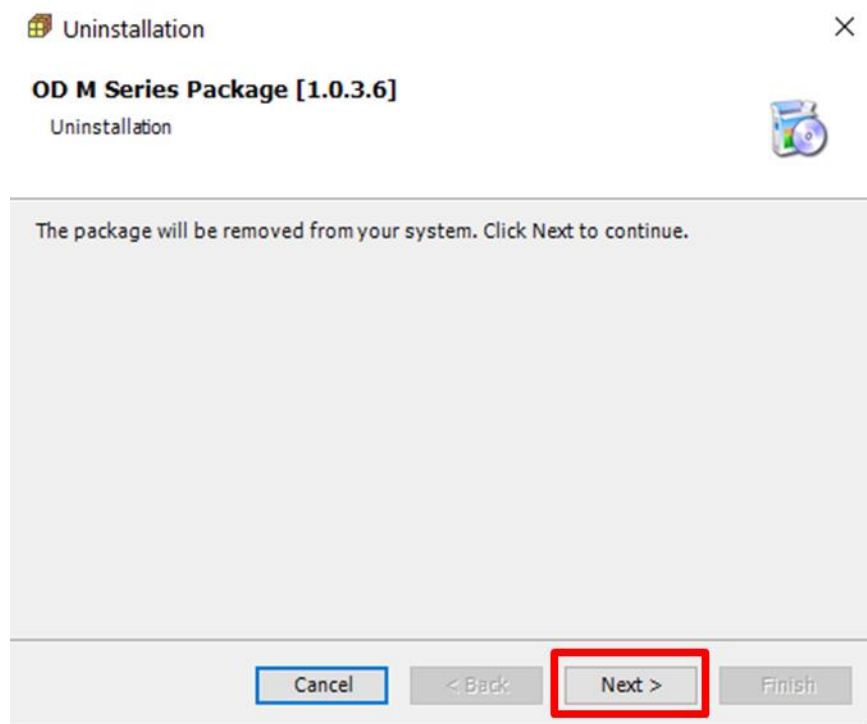 Uninstallation
OD M Series Package [1.0.3.6]
Uninstallation
The package will be removed from your system. Click Next to continue.
Cancel < Back Next > Finish